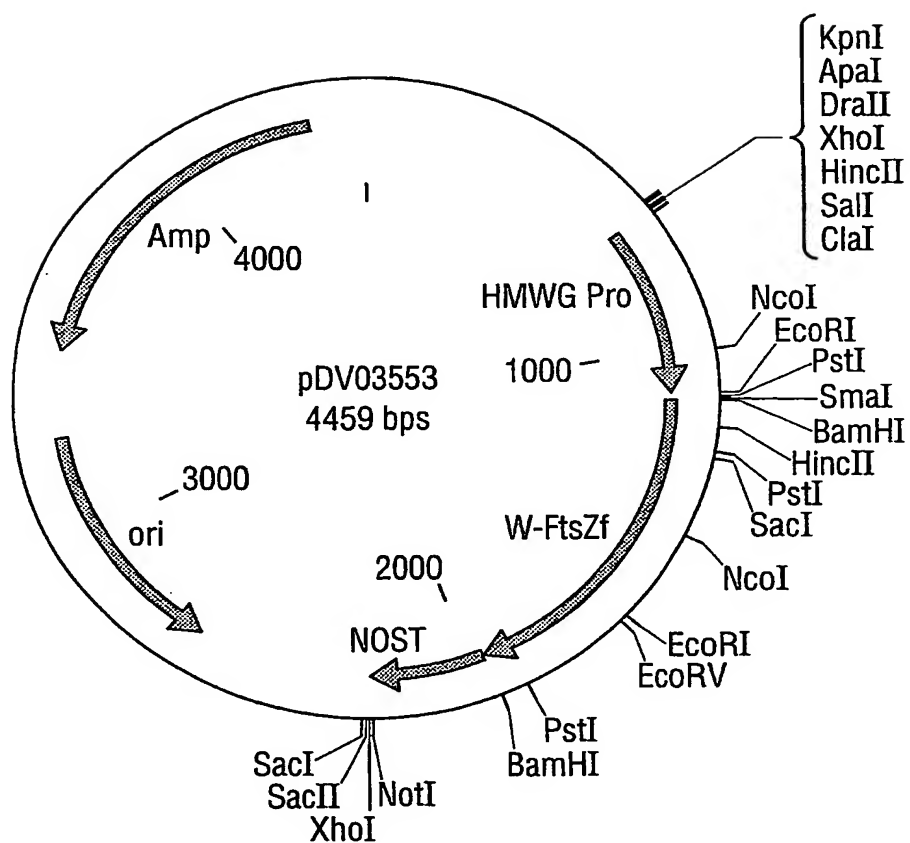 KpnI
ApaI
DraII
XhoI
HincII
SalI
ClaI
Amp
4000
HMWG Pro
NcoI
EcoRI
PstI
SmaI
BamHI
HincII
PstI
SacI
NcoI
EcoRI
EcoRV
PstI
BamHI
1000
pDV03553
4459 bps
3000
ori
W-FtsZf
2000
NOST
SacI
SacII
NotI
XhoI
I